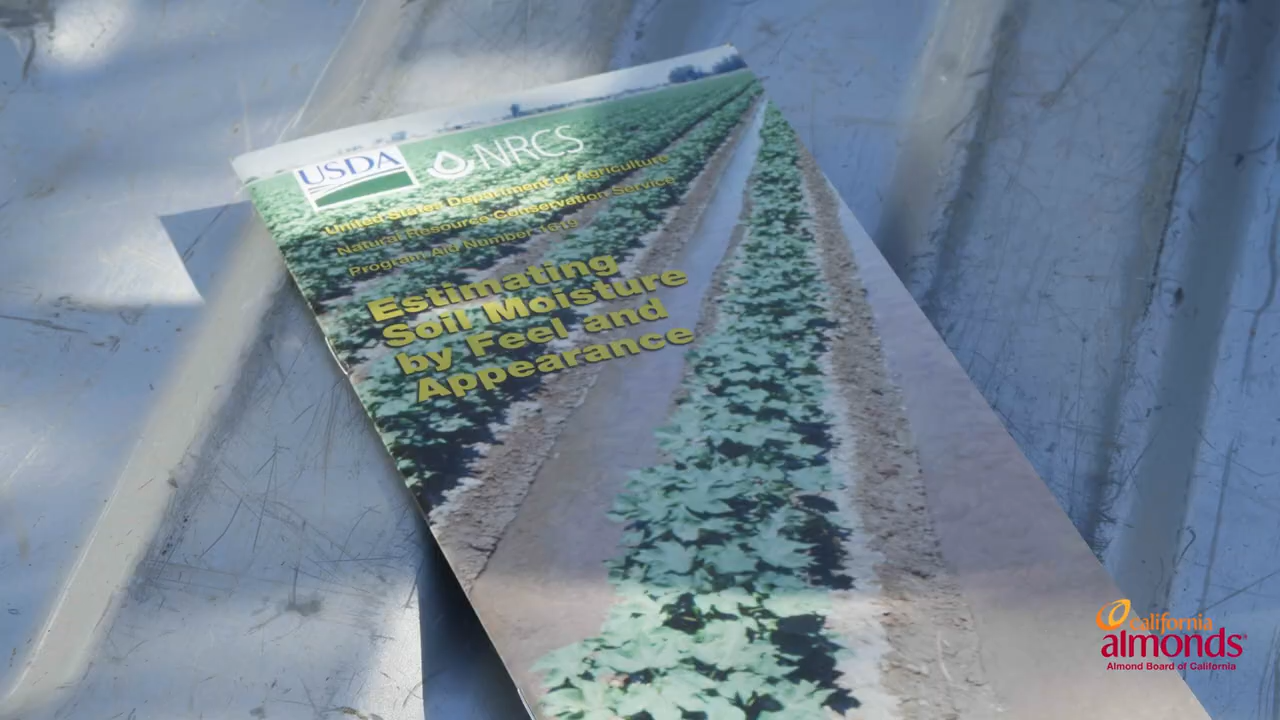 USDA
NRCS
United States Department of Agriculture
Natural Resource Conservation Service
Program Aid Number 1619
Estimating
Soil Moisture
by Feel and
Appearance
california
almonds®
Almond Board of California